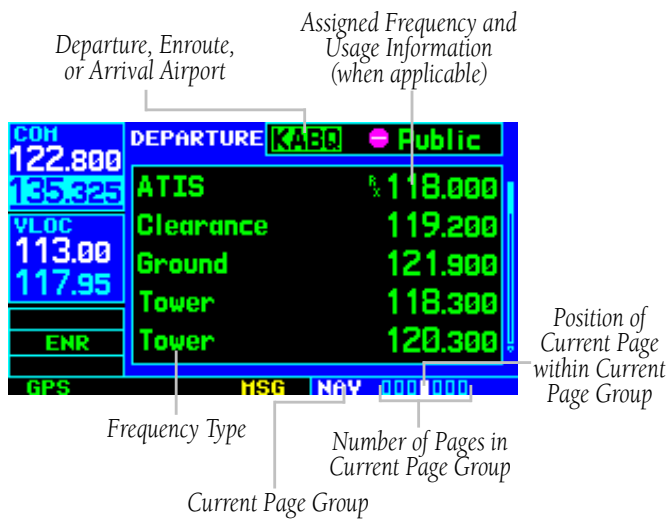 Departure, Enroute,
or Arrival Airport
Assigned Frequency and
Usage Information
(when applicable)
COM
122.800
135.325
VLOC
113.00
117.95
ENR
DEPARTURE KABQ Public
ATIS Rx 118.000
Clearance 119.200
Ground 121.900
Tower 118.300
Tower 120.300
GPS MSG NAV
Position of
Current Page
within Current
Page Group
Frequency Type
Number of Pages in
Current Page Group
Current Page Group